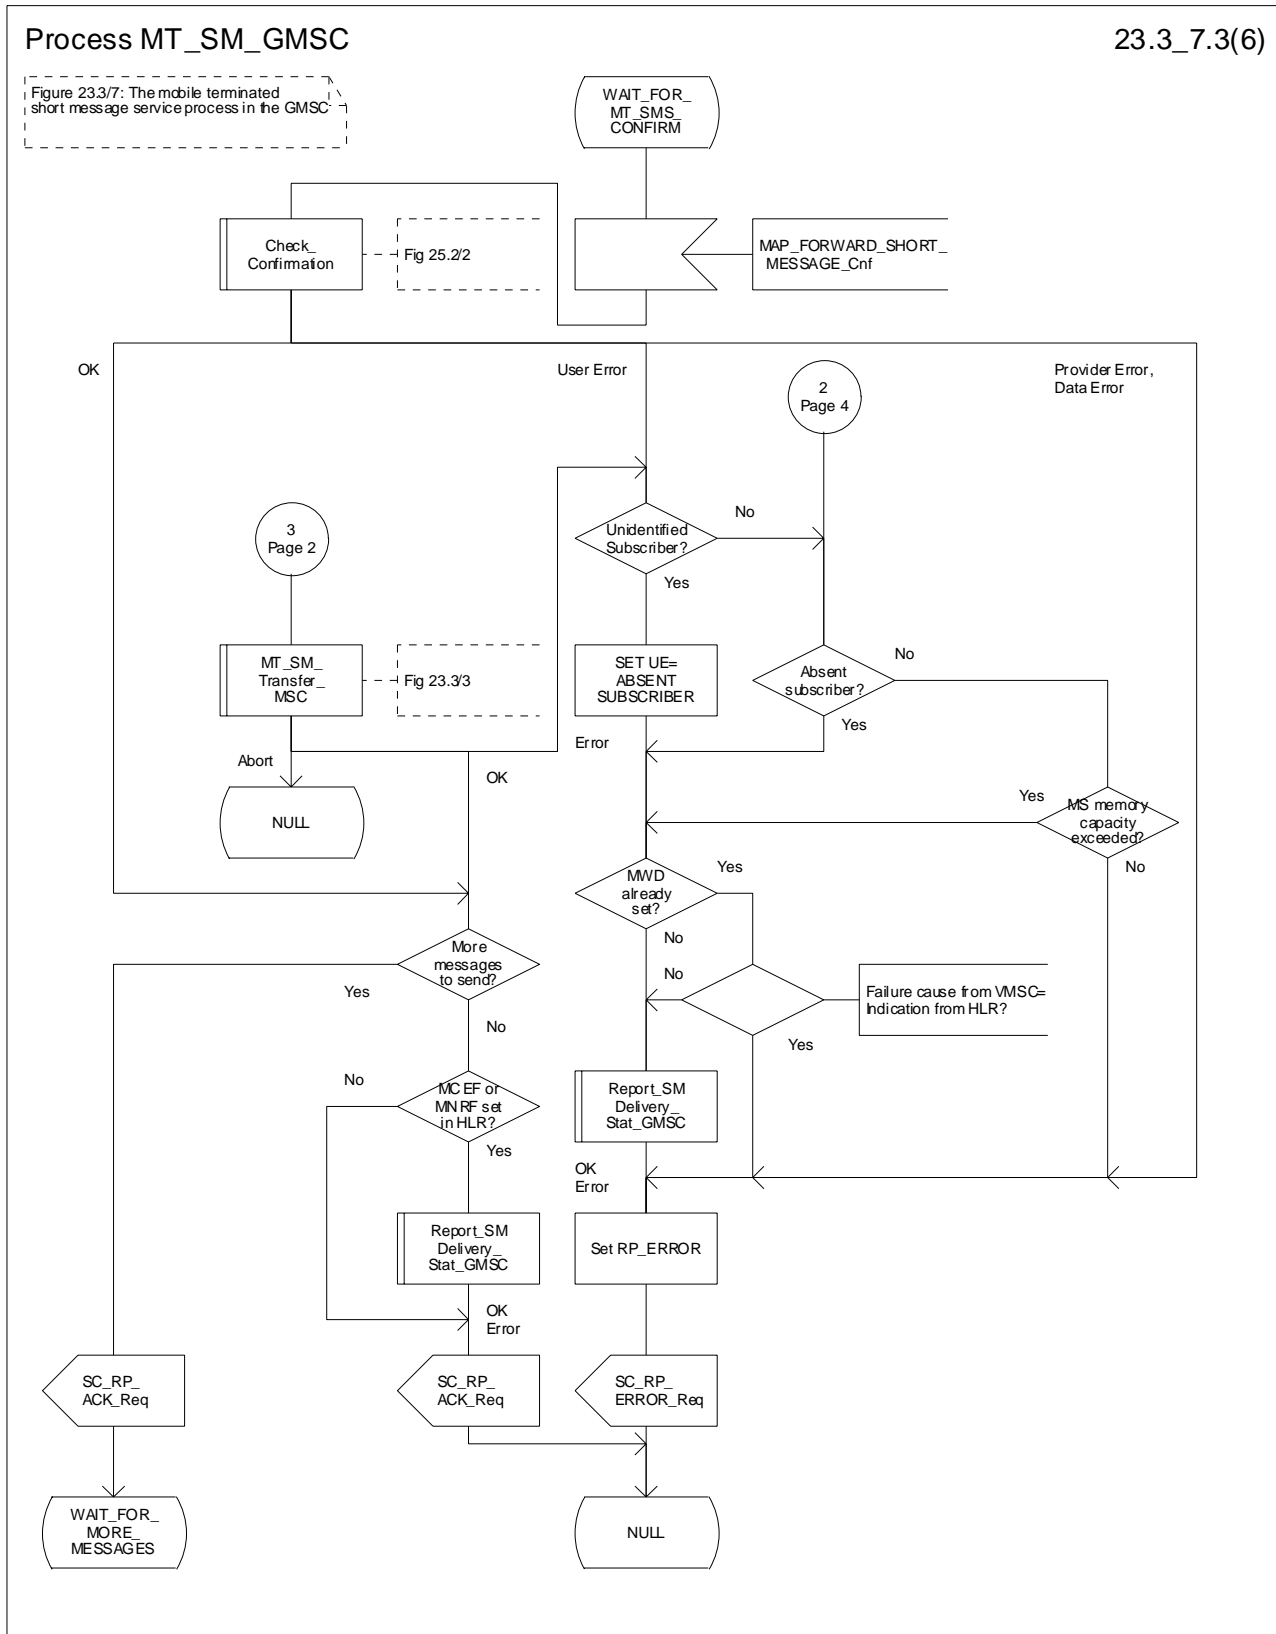 Process MT_SM_GMSC
23.3_7.3(6)
Figure 23.3/7: The mobile terminated
short message service process in the GMSC
WAIT_FOR_
MT_SMS_
CONFIRM
Check_
Confirmation
Fig 25.2/2
MAP_FORWARD_SHORT_
MESSAGE_Cnf
OK
User Error
Provider Error,
Data Error
2
Page 4
3
Page 2
Unidentified
Subscriber?
No
Yes
MT_SM_
Transfer_
MSC
Fig 23.3/3
SET UE=
ABSENT
SUBSCRIBER
Absent
subscriber?
No
Yes
Error
Abort
OK
NULL
Yes
MS memory
capacity
exceeded?
No
MWD
already
set?
Yes
No
More
messages
to send?
Yes
No
No
Failure cause from VMSC=
Indication from HLR?
Yes
No
MCEF or
MNRF set
in HLR?
Yes
Report_SM
Delivery_
Stat_GMSC
OK
Error
Report_SM
Delivery_
Stat_GMSC
Set RP_ERROR
OK
Error
SC_RP_
ACK_Req
SC_RP_
ACK_Req
SC_RP_
ERROR_Req
WAIT_FOR_
MORE_
MESSAGES
NULL